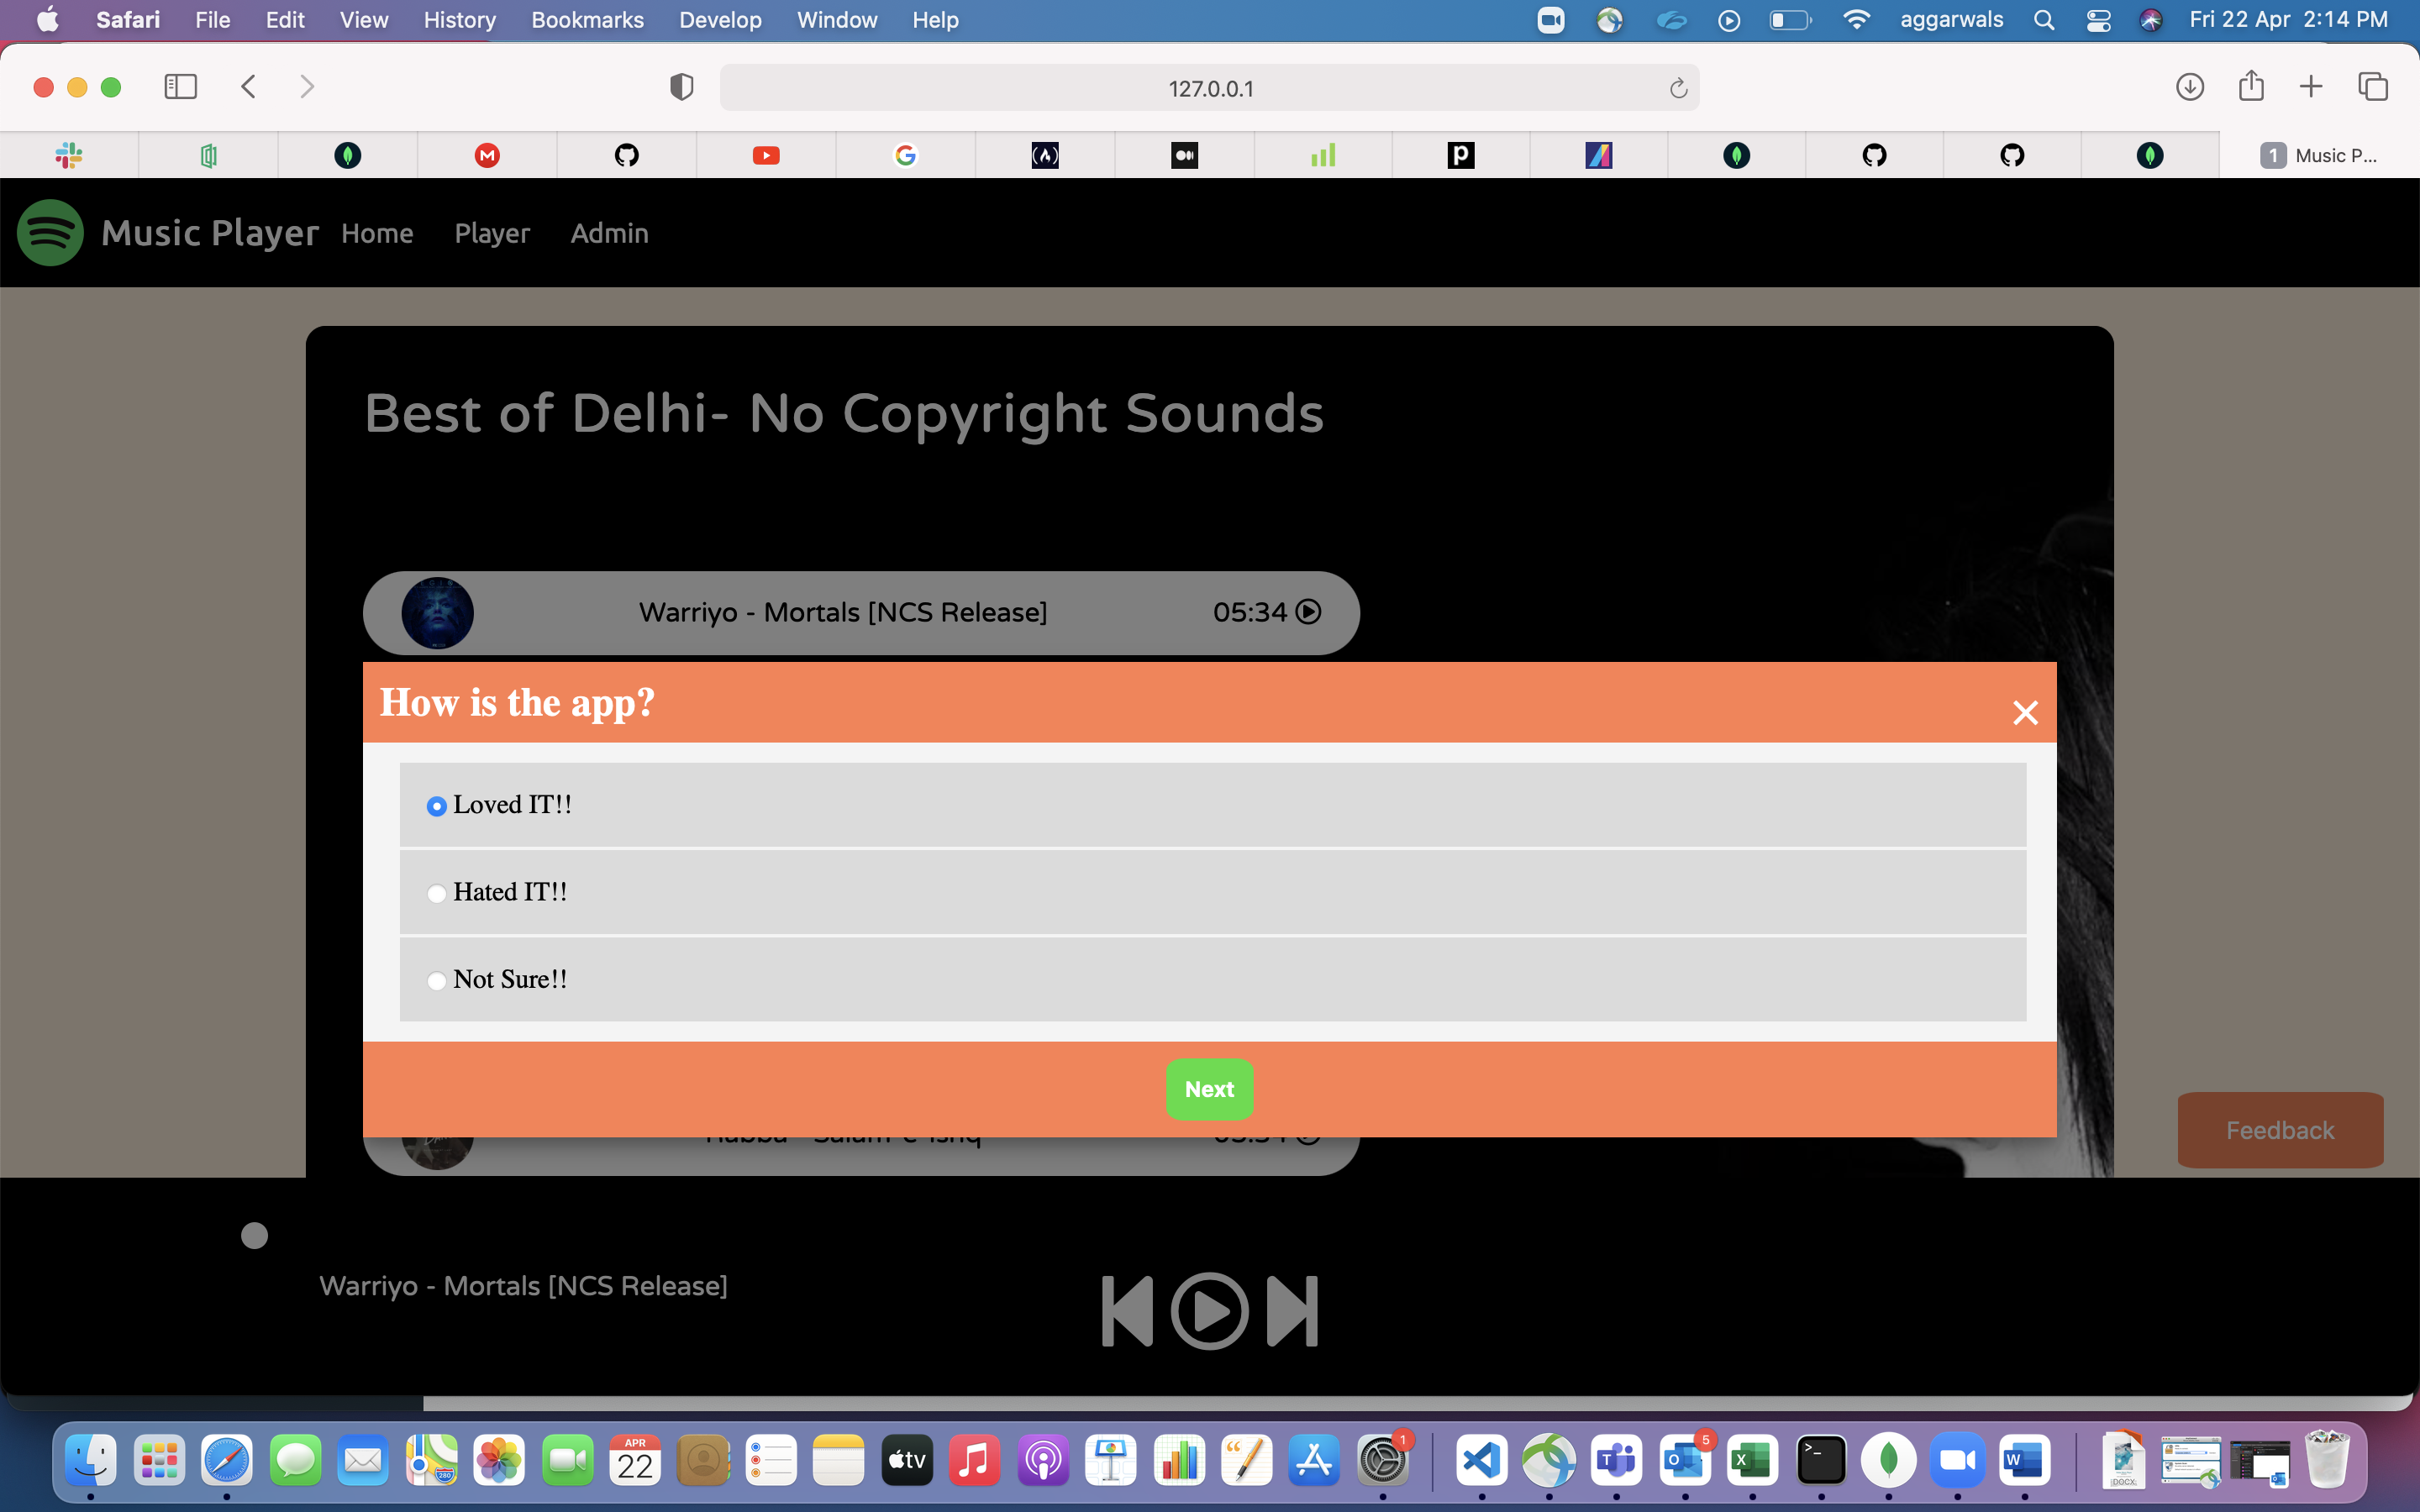 Safari File Edit View History Bookmarks Develop Window Help aggarwals Fri 22 Apr 2:14 PM
127.0.0.1
1 Music P...
Music Player Home Player Admin
Best of Delhi- No Copyright Sounds
Warriyo - Mortals [NCS Release] 05:34
How is the app?
Loved IT!!
Hated IT!!
Not Sure!!
Next
Feedback
Warriyo - Mortals [NCS Release]
APR
22
280
tv
1
5
DOCX